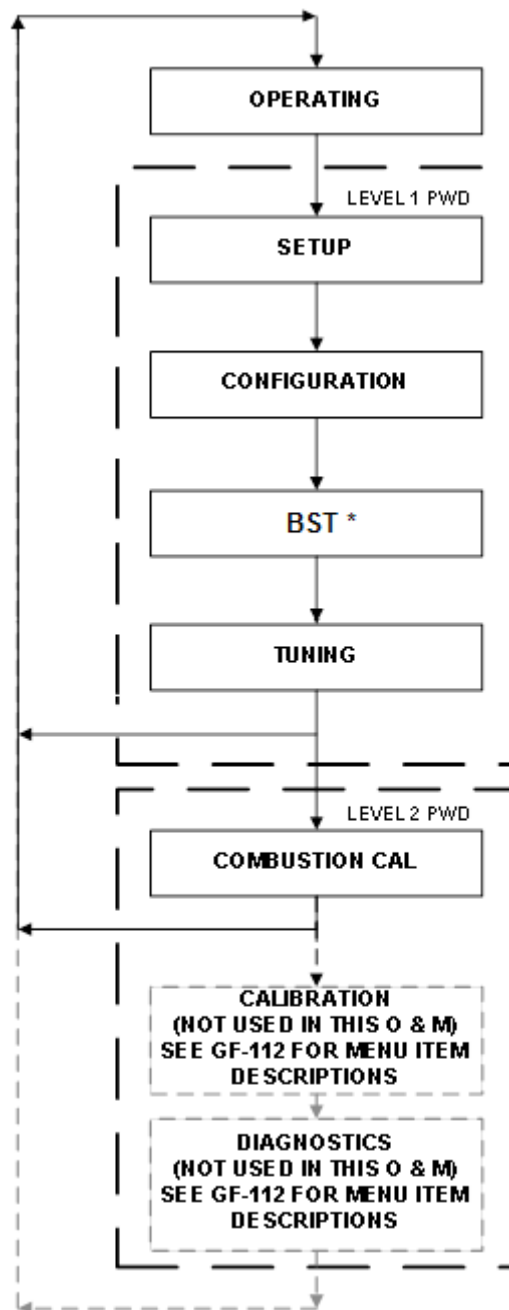 OPERATING
LEVEL 1 PWD
SETUP
CONFIGURATION
BST *
TUNING
LEVEL 2 PWD
COMBUSTION CAL
CALIBRATION
(NOT USED IN THIS O & M)
SEE GF-112 FOR MENU ITEM
DESCRIPTIONS
DIAGNOSTICS
(NOT USED IN THIS O & M)
SEE GF-112 FOR MENU ITEM
DESCRIPTIONS